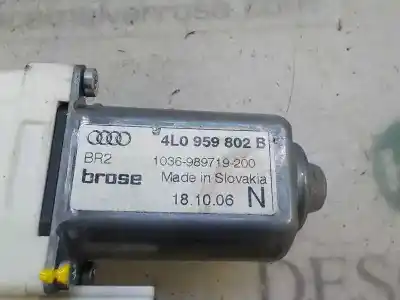 4L0 959 802 B
BR2 1036-989719-200
brose Made in Slovakia
18.10.06 N